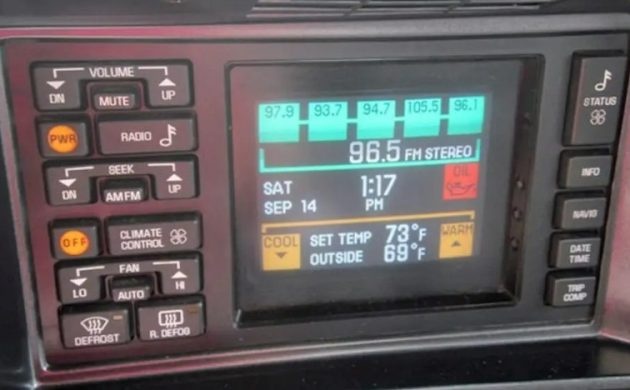 VOLUME
DN MUTE UP
PWR RADIO
SEEK
DN AM FM UP
OFF CLIMATE CONTROL
FAN
LO AUTO HI
DEFROST R. DEFOG
97.9 93.7 94.7 105.5 96.1
96.5 FM STEREO
SAT 1:17 OIL
SEP 14 PM
COOL SET TEMP 73°F WARM
OUTSIDE 69°F
STATUS
INFO
DATE
TIME
TRIP
COMP